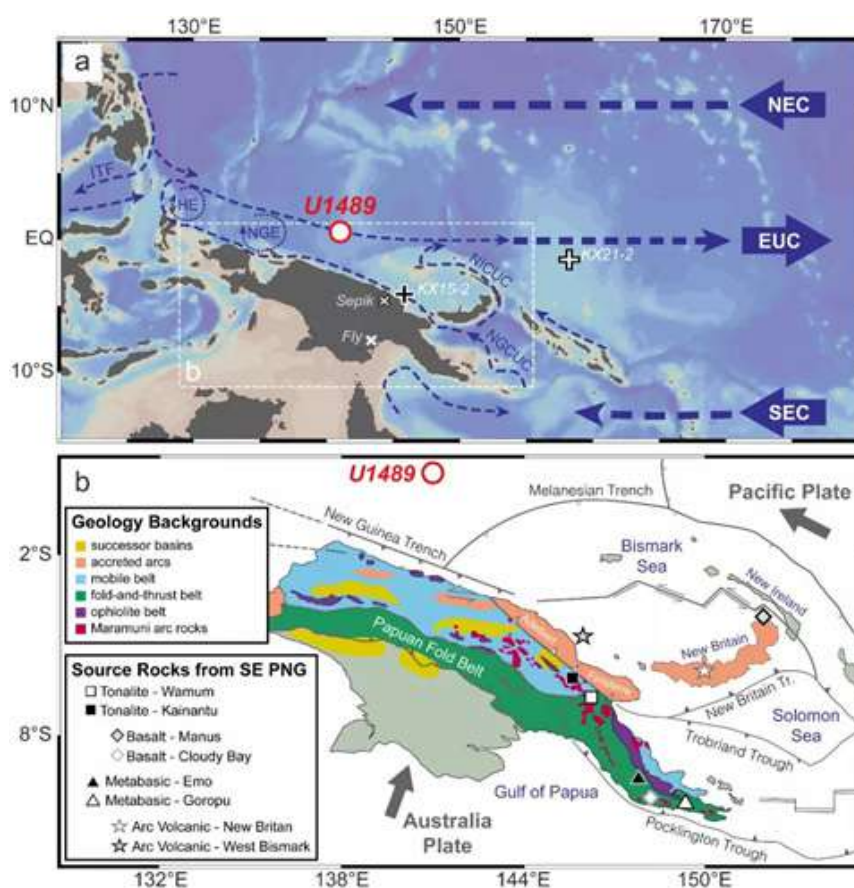 130°E 150°E 170°E
a
10°N
NEC
ITF
HE
U1489
NGE
EQ
EUC
KX21-2
NICUC
KX15-2
Sepik
Fly
NGCUC
b
10°S
SEC
b
U1489
Pacific Plate
Melanesian Trench
Geology Backgrounds
successor basins
accreted arcs
mobile belt
fold-and-thrust belt
ophiolite belt
Maramuni arc rocks
New Guinea Trench
2°S
Bismark
Sea
New Ireland
Papuan Fold Belt
New Britain
Source Rocks from SE PNG
Tonalite - Wamum
Tonalite - Kainantu
Basalt - Manus
Basalt - Cloudy Bay
Metabasic - Emo
Metabasic - Goropu
Arc Volcanic - New Britan
Arc Volcanic - West Bismark
New Britain Tr.
Solomon
Sea
8°S
Trobriand Trough
Gulf of Papua
Australia
Plate
Pocklington Trough
132°E 138°E 144°E 150°E